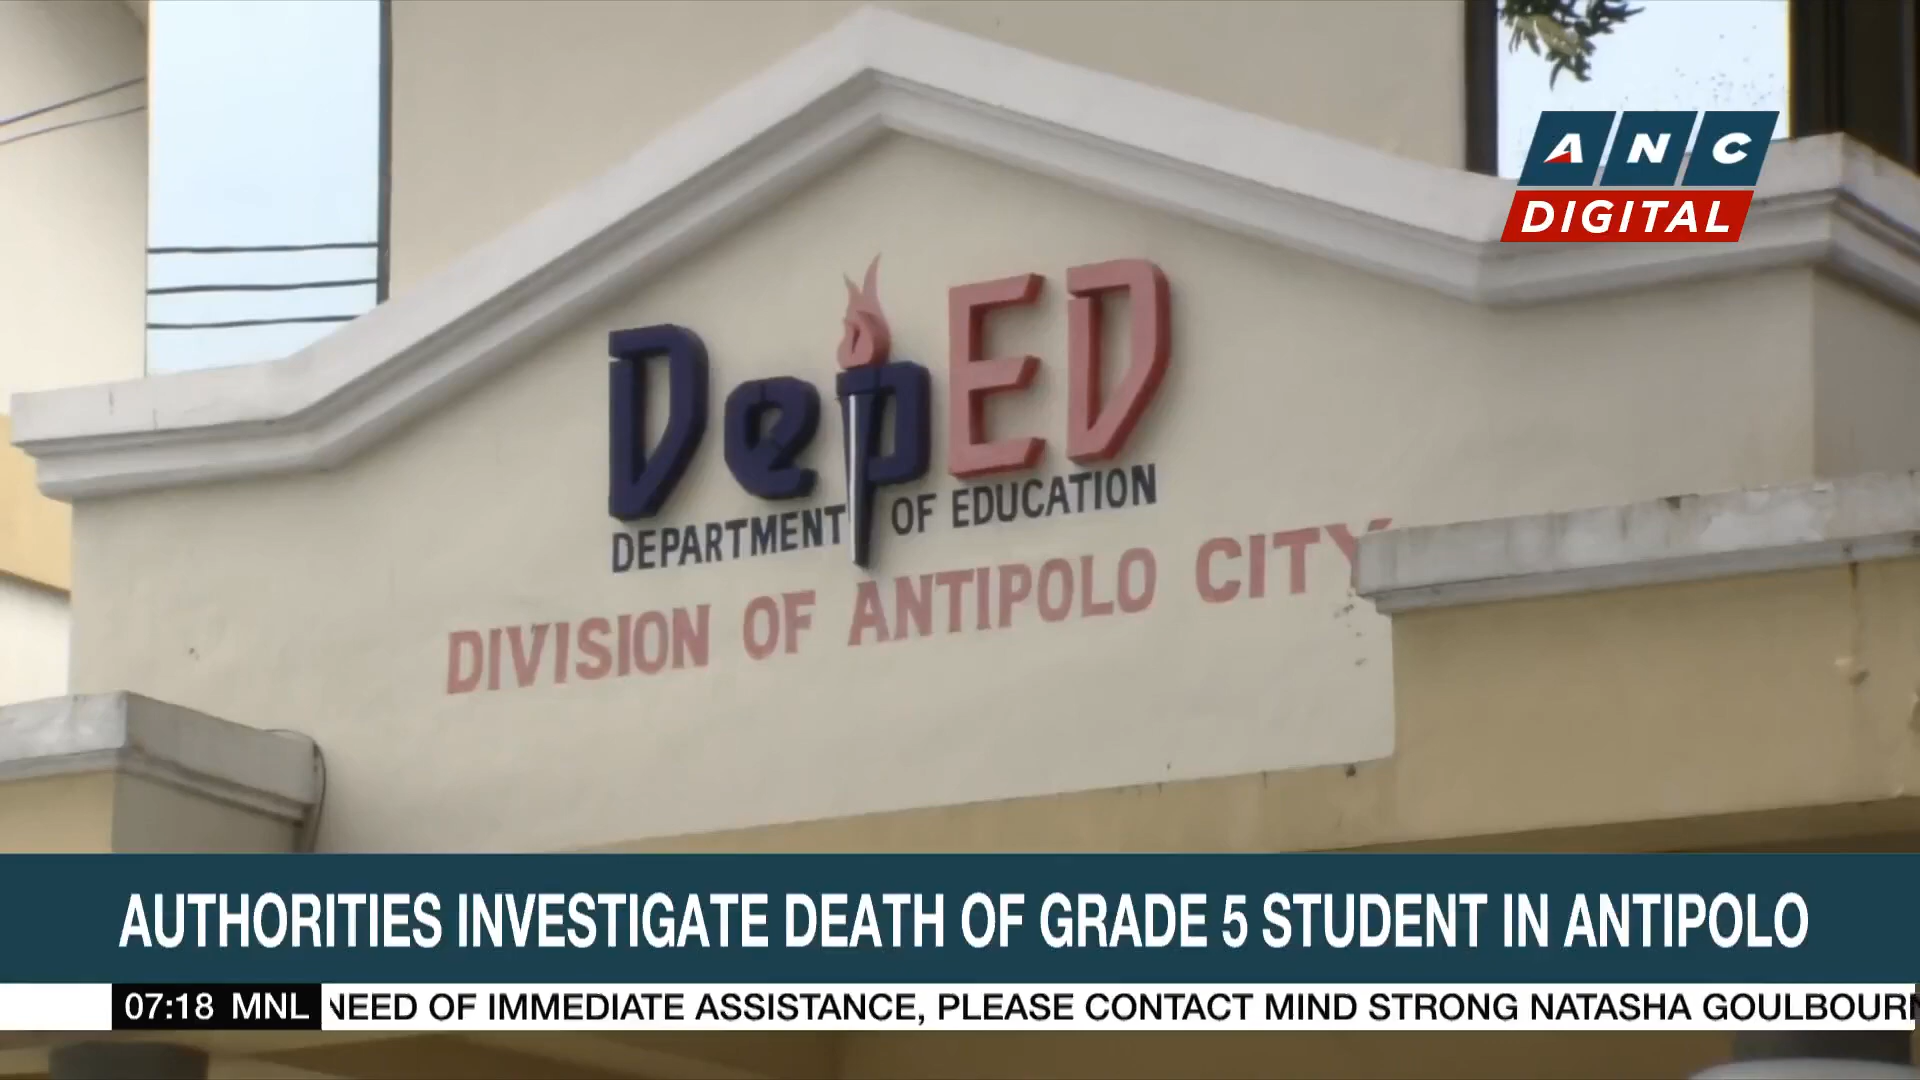 ANC
DIGITAL
DepED
DEPARTMENT OF EDUCATION
DIVISION OF ANTIPOLO CITY
AUTHORITIES INVESTIGATE DEATH OF GRADE 5 STUDENT IN ANTIPOLO
07:18 MNL NEED OF IMMEDIATE ASSISTANCE, PLEASE CONTACT MIND STRONG NATASHA GOULBOUR